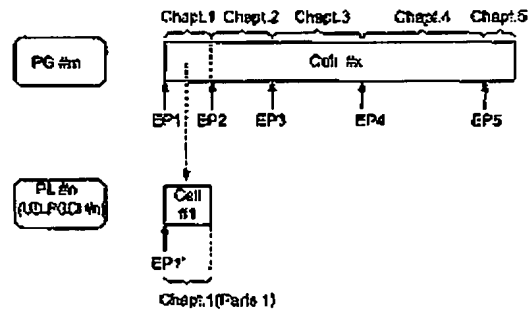 Chapt.1 Chapt.2 Chapt.3 Chapt.4 Chapt.5
PG #m
Cell #x
EP1 EP2 EP3 EP4 EP5
PL #n
Cell
#1
EP1'
Chapt.1(Parts 1)